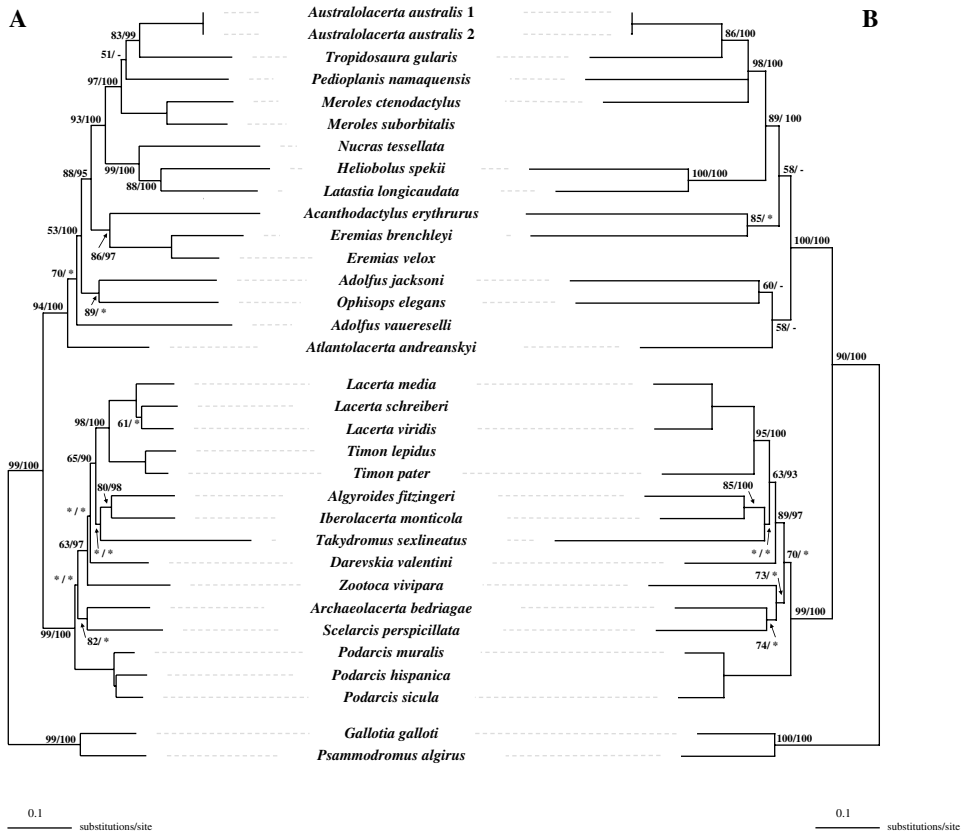 A
B
Australolacerta australis 1
Australolacerta australis 2
83/99
86/100
51/ -
Tropidosaura gularis
98/100
97/100
Pedioplanis namaquensis
Meroles ctenodactylus
93/100
Meroles suborbitalis
89/ 100
Nucras tessellata
99/100
Heliobolus spekii
100/100
58/ -
88/95
88/100
Latastia longicaudata
Acanthodactylus erythrurus
85/ *
53/100
Eremias brenchleyi
86/97
100/100
Eremias velox
70/ *
Adolfus jacksoni
60/ -
89/ *
Ophisops elegans
94/100
Adolfus vauereselli
58/ -
Atlantolacerta andreanskyi
90/100
Lacerta media
Lacerta schreiberi
61/ *
98/100
Lacerta viridis
95/100
Timon lepidus
65/90
99/100
Timon pater
63/93
80/98
85/100
Algyroides fitzingeri
* / *
Iberolacerta monticola
89/97
Takydromus sexlineatus
63/97
* / *
* / *
70/ *
Darevskia valentini
* / *
73/ *
Zootoca vivipara
Archaeolacerta bedriagae
99/100
99/100
Scelarcis perspicillata
82/ *
74/ *
Podarcis muralis
Podarcis hispanica
Podarcis sicula
Gallotia galloti
99/100
100/100
Psammodromus algirus
0.1
substitutions/site
0.1
substitutions/site